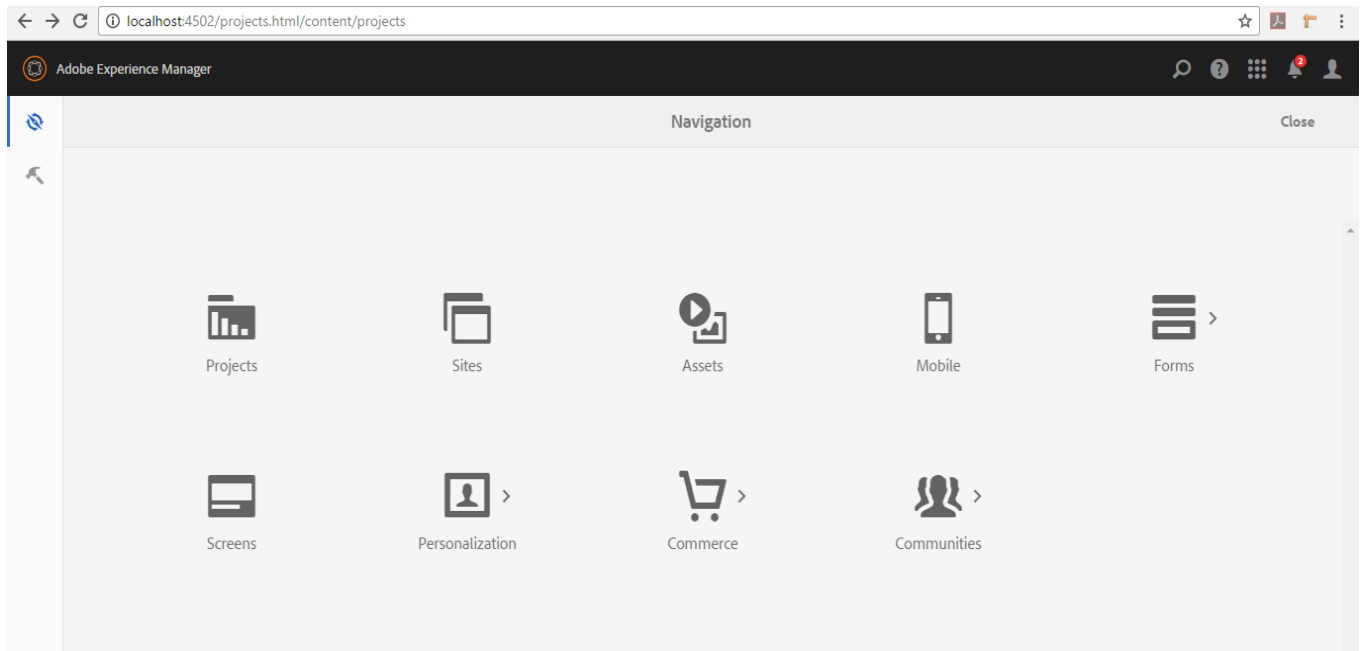 localhost:4502/projects.html/content/projects
Adobe Experience Manager
2
Navigation
Close
Projects
Sites
Assets
Mobile
Forms
Screens
Personalization
Commerce
Communities